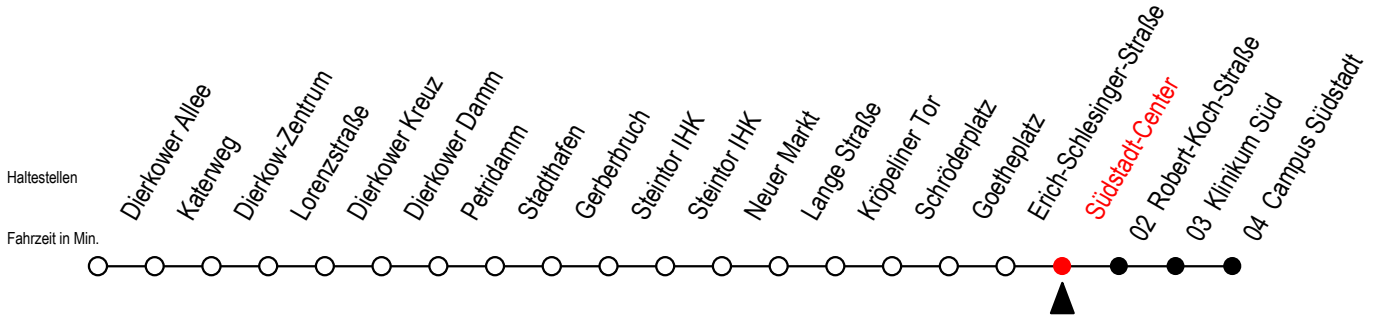 Haltestellen
Fahrzeit in Min.
Dierkower Allee
Katerweg
Dierkow-Zentrum
Lorenzstraße
Dierkower Kreuz
Dierkower Damm
Petridamm
Stadthafen
Gerberbruch
Steintor IHK
Steintor IHK
Neuer Markt
Lange Straße
Kröpeliner Tor
Schröderplatz
Goetheplatz
Erich-Schlesinger-Straße
Südstadt-Center
02 Robert-Koch-Straße
03 Klinikum Süd
04 Campus Südstadt